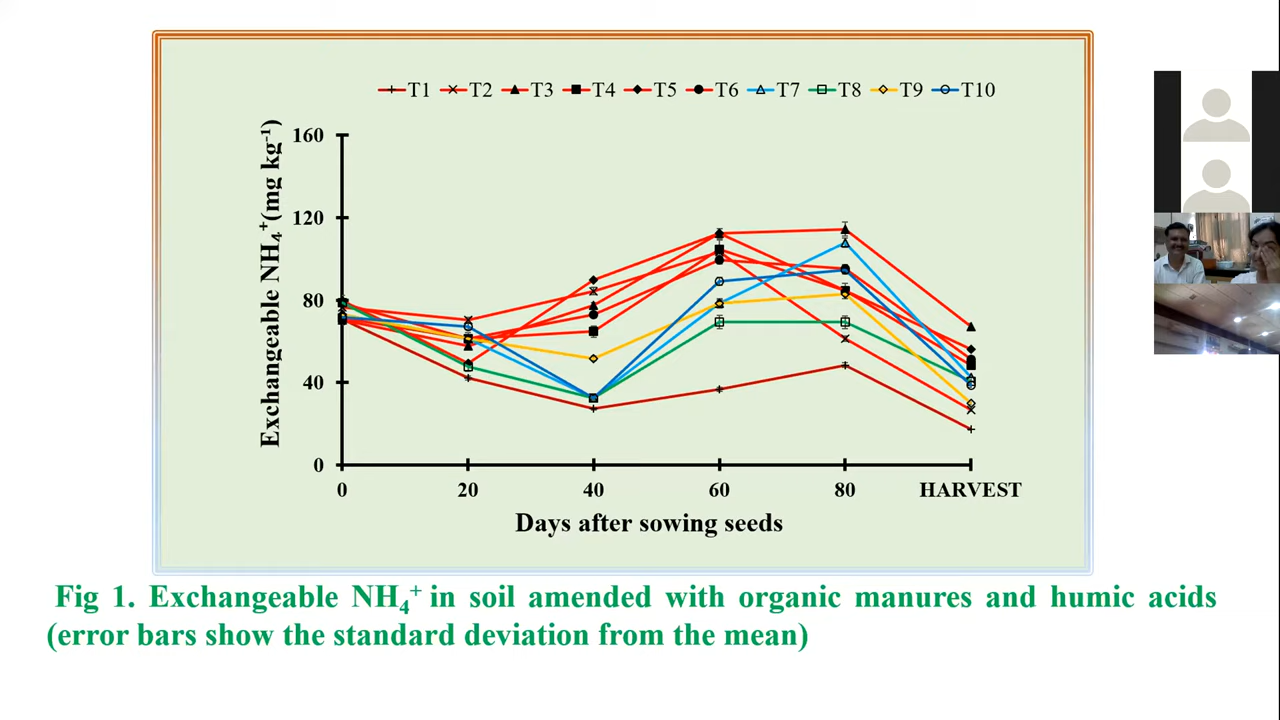 T1 T2 T3 T4 T5 T6 T7 T8 T9 T10
Exchangeable NH₄⁺(mg kg⁻¹)
160
120
80
40
0
0 20 40 60 80 HARVEST
Days after sowing seeds
Fig 1. Exchangeable NH₄⁺ in soil amended with organic manures and humic acids
(error bars show the standard deviation from the mean)